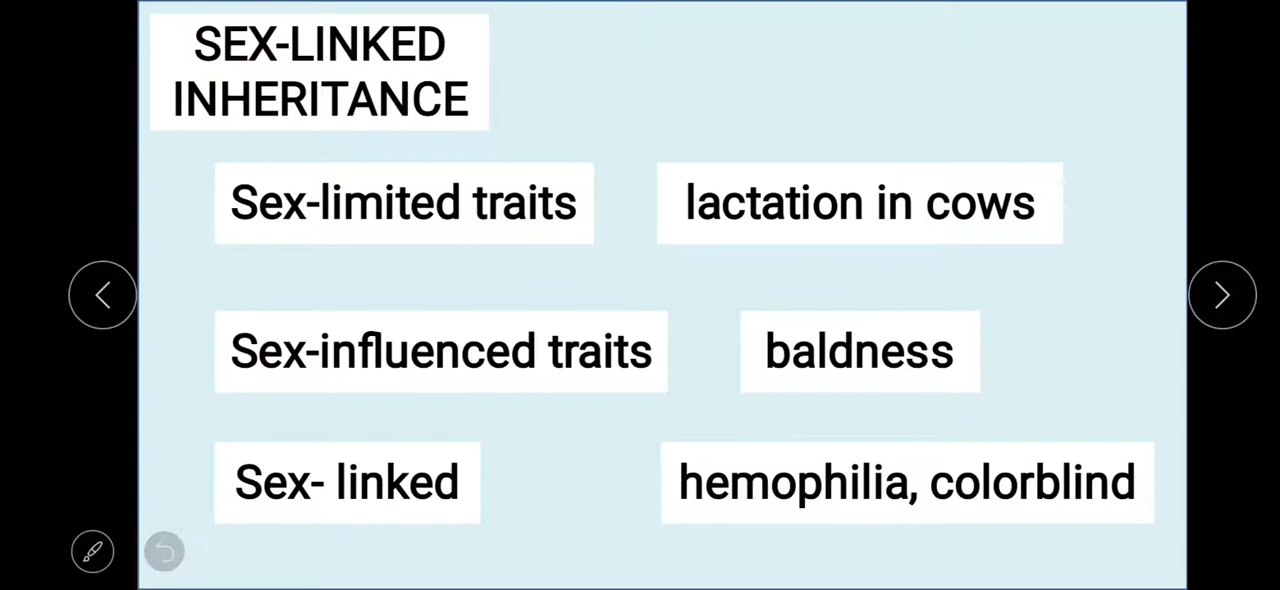 SEX-LINKED
INHERITANCE
Sex-limited traits
lactation in cows
Sex-influenced traits
baldness
Sex- linked
hemophilia, colorblind